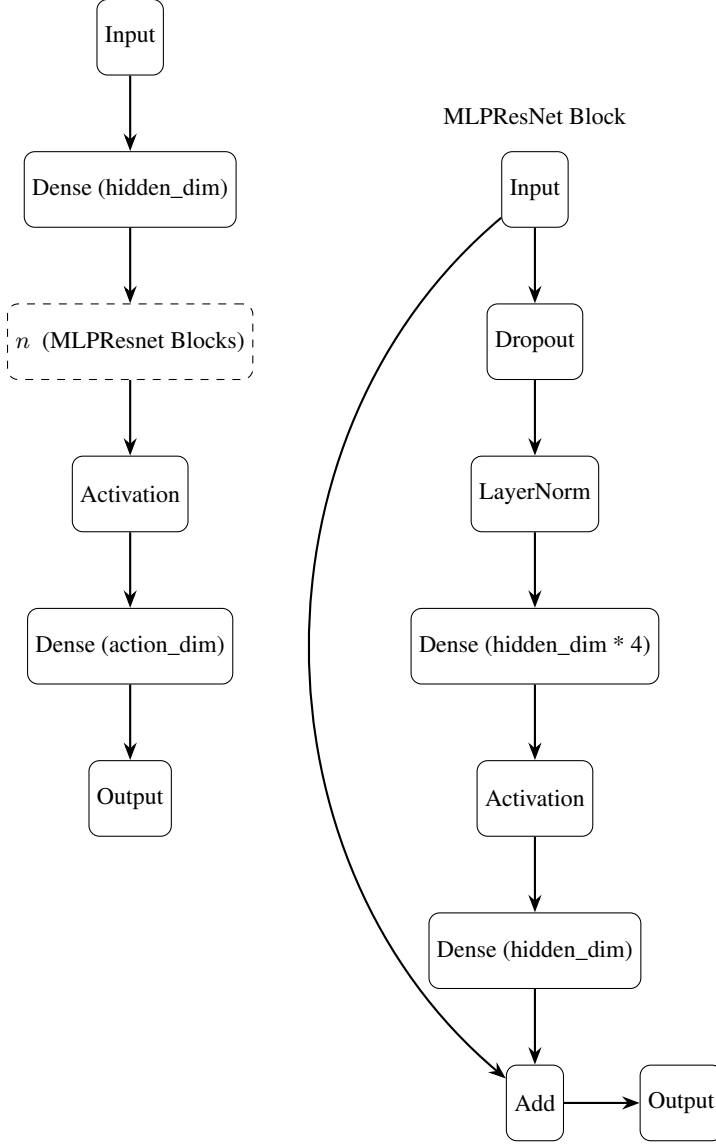 Input
Dense (hidden_dim)
n (MLPResnet Blocks)
Activation
Dense (action_dim)
Output
MLPResNet Block
Input
Dropout
LayerNorm
Dense (hidden_dim * 4)
Activation
Dense (hidden_dim)
Add
Output